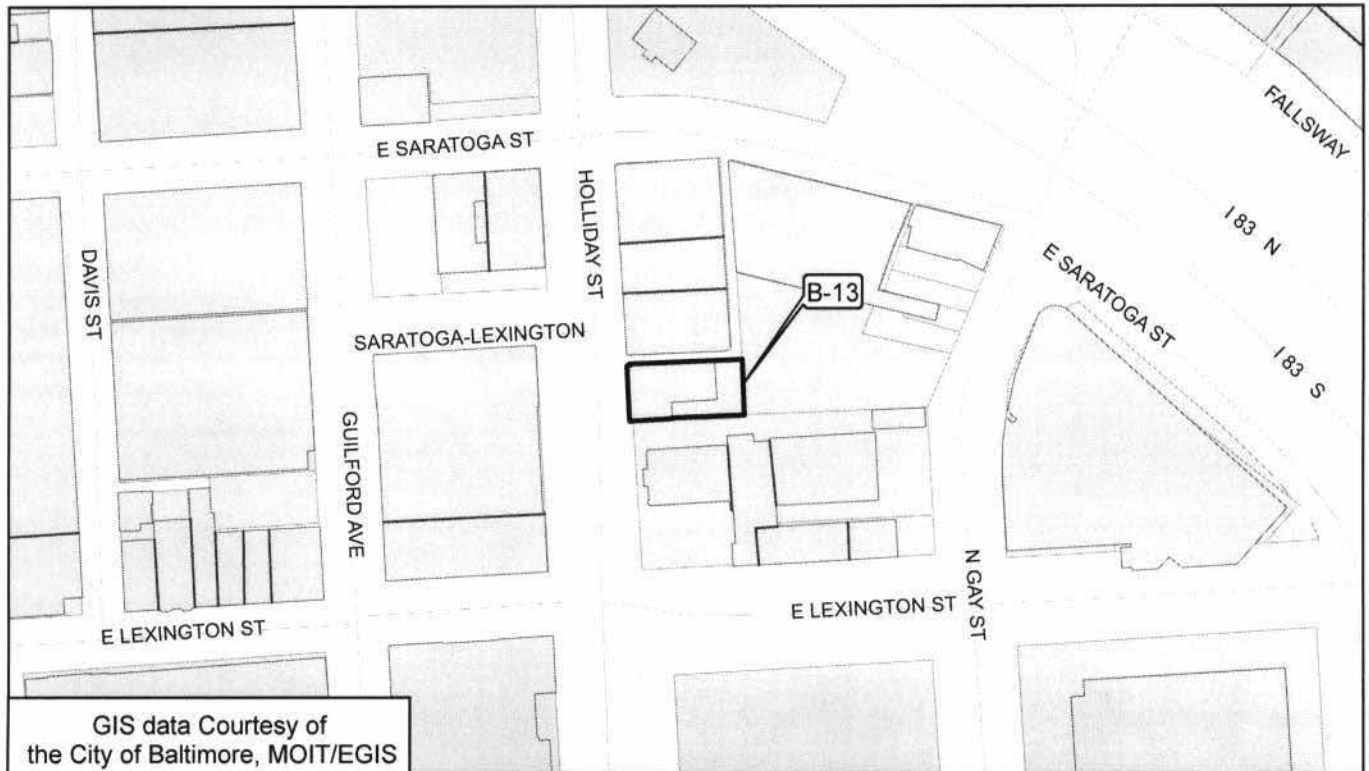 FALLSWAY
E SARATOGA ST
HOLLIDAY ST
I 83 N
DAVIS ST
E SARATOGA ST
B-13
SARATOGA-LEXINGTON
I 83 S
GUILFORD AVE
N GAY ST
E LEXINGTON ST
E LEXINGTON ST
GIS data Courtesy of
the City of Baltimore, MOIT/EGIS